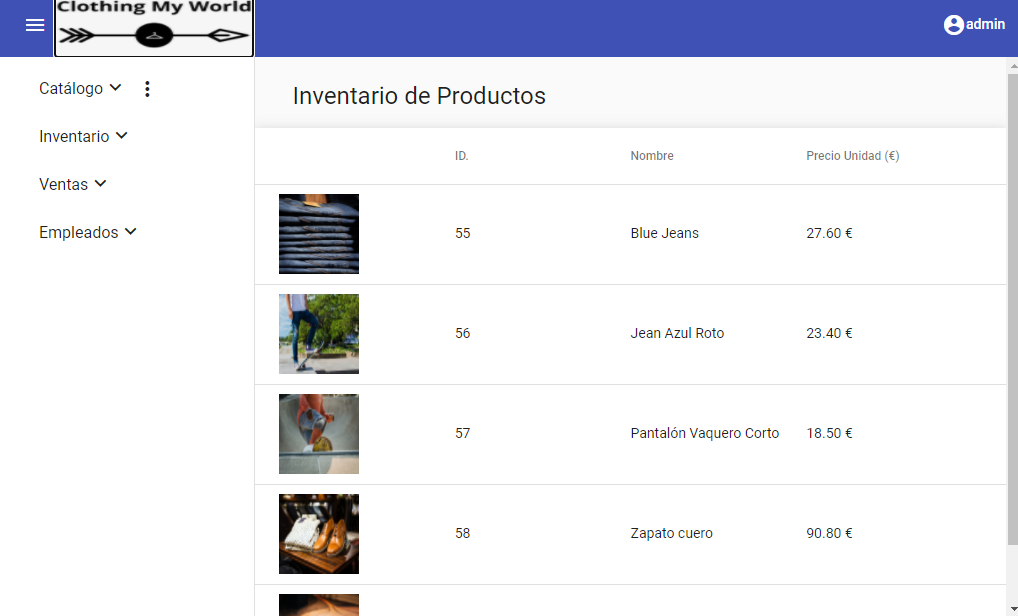 Clothing My World
admin
Catálogo
Inventario
Ventas
Empleados
Inventario de Productos
ID. Nombre Precio Unidad (€)
55 Blue Jeans 27.60 €
56 Jean Azul Roto 23.40 €
57 Pantalón Vaquero Corto 18.50 €
58 Zapato cuero 90.80 €